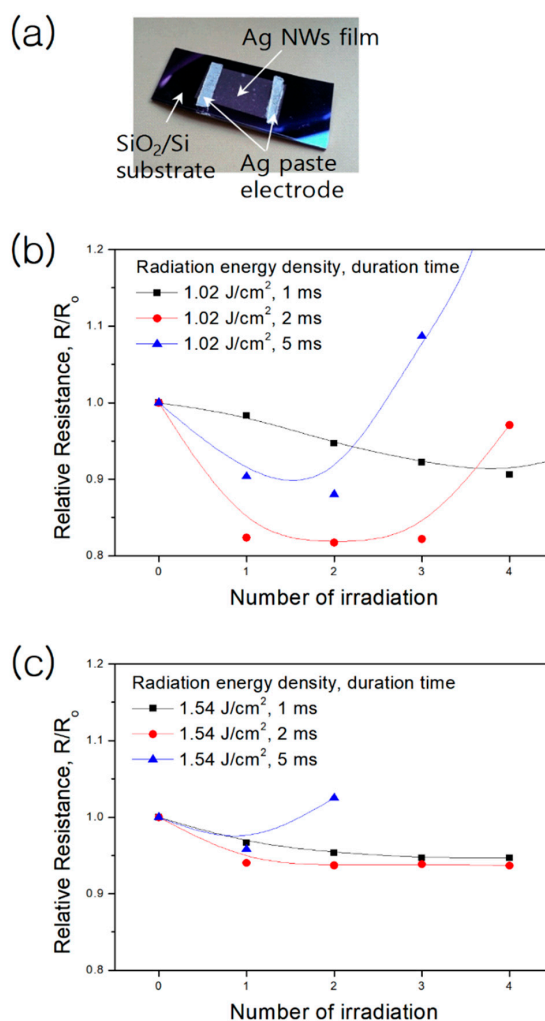 (a)
Ag NWs film
SiO₂/Si
substrate
Ag paste
electrode
(b)
Relative Resistance, R/Rₒ
1.2
1.1
1.0
0.9
0.8
Radiation energy density, duration time
1.02 J/cm², 1 ms
1.02 J/cm², 2 ms
1.02 J/cm², 5 ms
0 1 2 3 4
Number of irradiation
(c)
Relative Resistance, R/Rₒ
1.2
1.1
1.0
0.9
0.8
Radiation energy density, duration time
1.54 J/cm², 1 ms
1.54 J/cm², 2 ms
1.54 J/cm², 5 ms
0 1 2 3 4
Number of irradiation